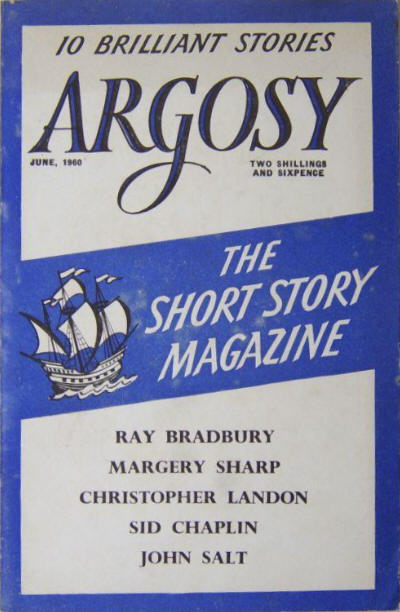 10 BRILLIANT STORIES
ARGOSY
JUNE, 1960
TWO SHILLINGS
AND SIXPENCE
THE
SHORT STORY
MAGAZINE
RAY BRADBURY
MARGERY SHARP
CHRISTOPHER LANDON
SID CHAPLIN
JOHN SALT